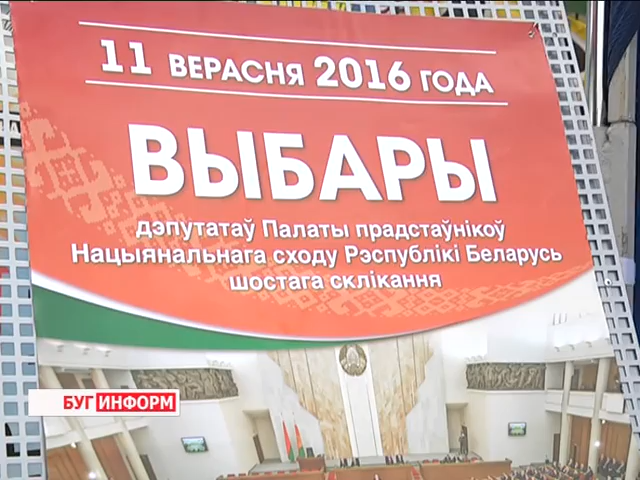 11 ВЕРАСНЯ 2016 ГОДА
ВЫБАРЫ
дэпутатаў Палаты прадстаўнікоў
Нацыянальнага сходу Рэспублікі Беларусь
шостага склікання
БУГИНФОРМ